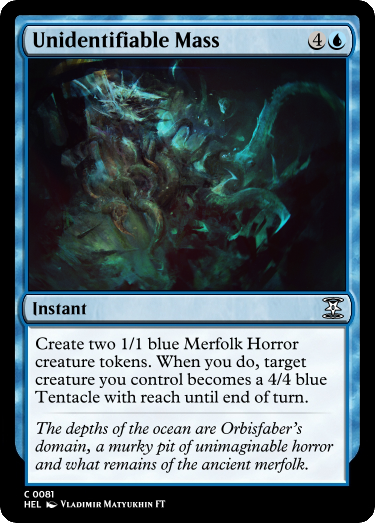 Unidentifiable Mass 4
Instant
Create two 1/1 blue Merfolk Horror
creature tokens. When you do, target
creature you control becomes a 4/4 blue
Tentacle with reach until end of turn.
The depths of the ocean are Orbisfaber's
domain, a murky pit of unimaginable horror
and what remains of the ancient merfolk.
C 0081
HEL VLADIMIR MATYUKHIN FT